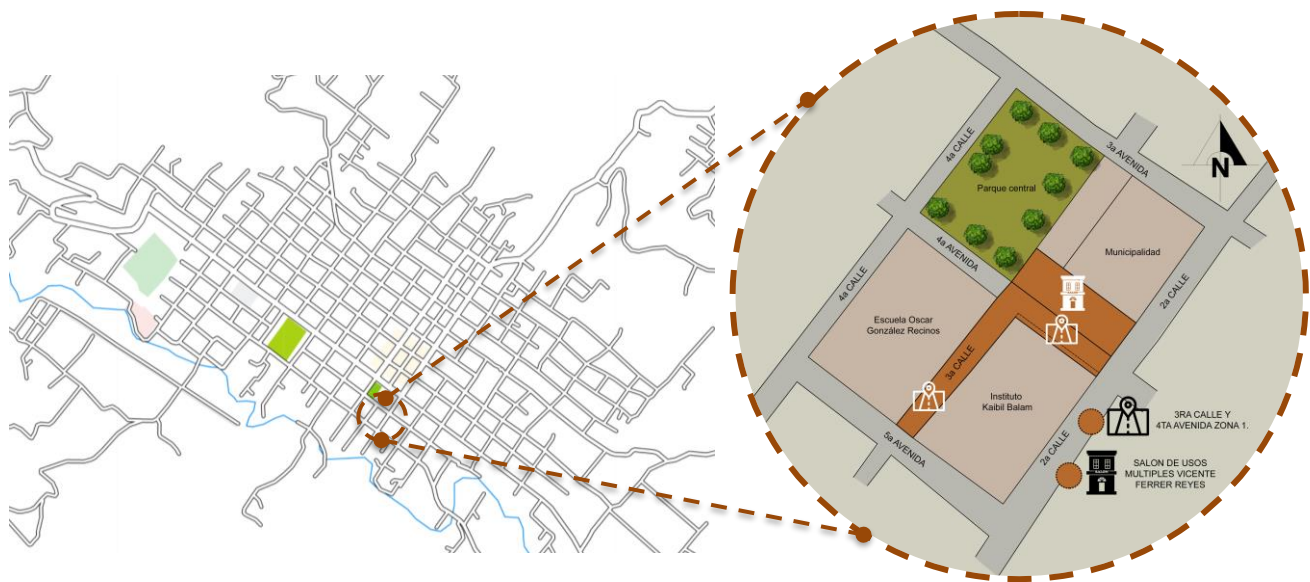 4a CALLE
3a AVENIDA
Parque central
Municipalidad
4a AVENIDA
4a CALLE
2a CALLE
Escuela Oscar
González Recinos
3a CALLE
Instituto
Kaibil Balam
5a AVENIDA
2a CALLE
N
3RA CALLE Y
4TA AVENIDA ZONA 1.
SALON DE USOS
MULTIPLES VICENTE
FERRER REYES